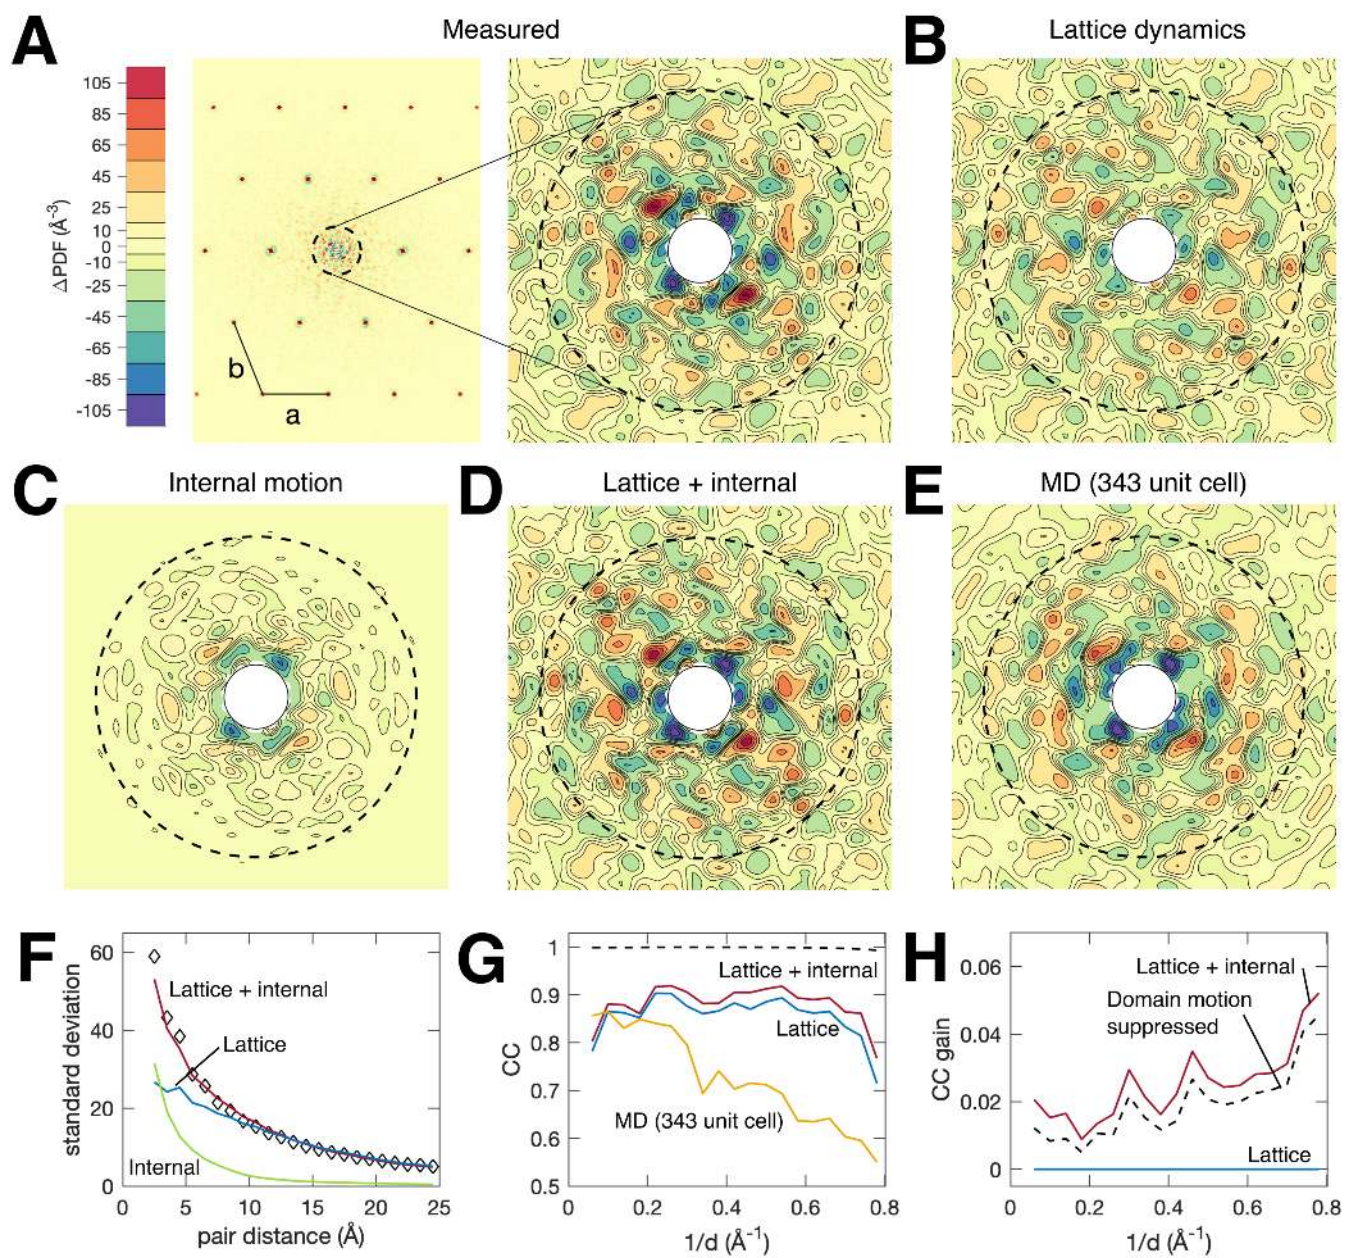 A
Measured
B
Lattice dynamics
ΔPDF (Å⁻³)
105
85
65
45
25
10
0
-10
-25
-45
-65
-85
-105
b
a
C
Internal motion
D
Lattice + internal
E
MD (343 unit cell)
F
standard deviation
60
40
20
0
Lattice + internal
Lattice
Internal
0
5
10
15
20
25
pair distance (Å)
G
CC
1
0.9
0.8
0.7
0.6
0.5
Lattice + internal
Lattice
MD (343 unit cell)
0
0.2
0.4
0.6
0.8
1/d (Å⁻¹)
H
CC gain
0.06
0.04
0.02
0
Lattice + internal
Domain motion
suppressed
Lattice
0
0.2
0.4
0.6
0.8
1/d (Å⁻¹)